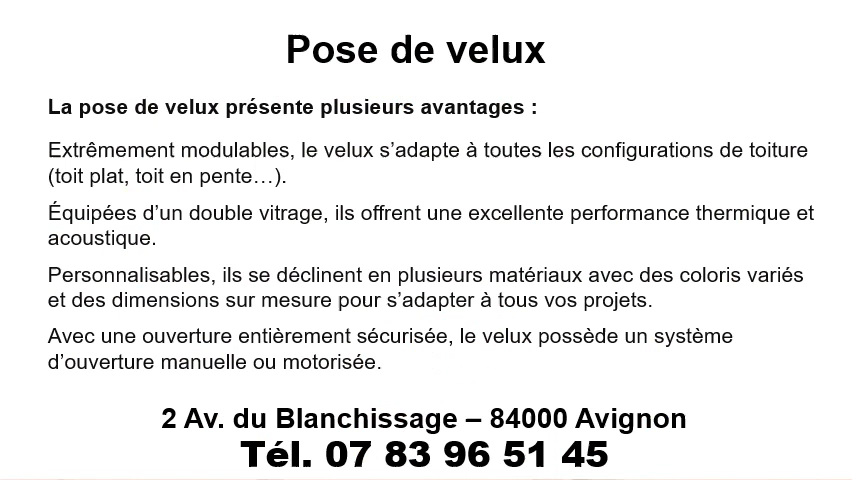 Pose de velux
La pose de velux présente plusieurs avantages :
Extrêmement modulables, le velux s’adapte à toutes les configurations de toiture
(toit plat, toit en pente…).
Équipées d’un double vitrage, ils offrent une excellente performance thermique et
acoustique.
Personnalisables, ils se déclinent en plusieurs matériaux avec des coloris variés
et des dimensions sur mesure pour s’adapter à tous vos projets.
Avec une ouverture entièrement sécurisée, le velux possède un système
d’ouverture manuelle ou motorisée.
2 Av. du Blanchissage – 84000 Avignon
Tél. 07 83 96 51 45